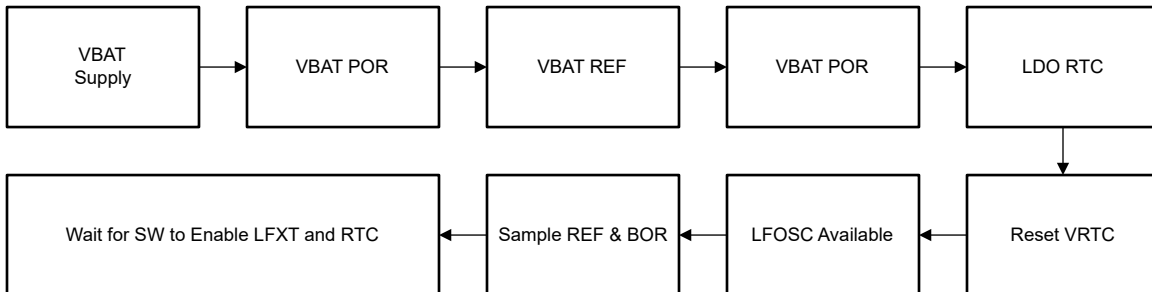 VBAT
Supply
VBAT POR
VBAT REF
VBAT POR
LDO RTC
Reset VRTC
LFOSC Available
Sample REF & BOR
Wait for SW to Enable LFXT and RTC